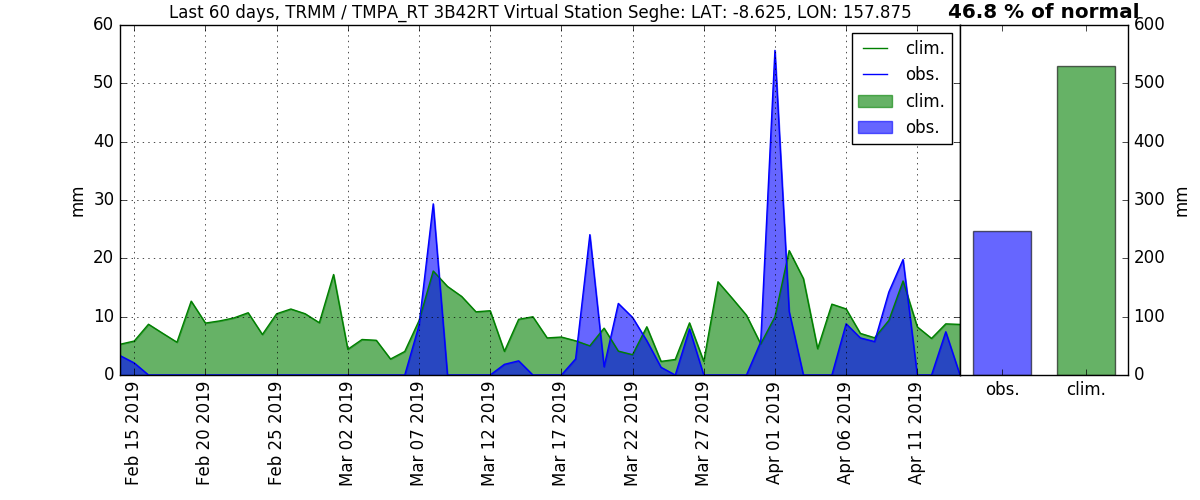 Last 60 days, TRMM / TMPA_RT 3B42RT Virtual Station Seghe: LAT: -8.625, LON: 157.875
46.8 % of normal
60
50
40
30
20
10
0
mm
clim.
obs.
clim.
obs.
600
500
400
300
200
100
0
mm
Feb 15 2019
Feb 20 2019
Feb 25 2019
Mar 02 2019
Mar 07 2019
Mar 12 2019
Mar 17 2019
Mar 22 2019
Mar 27 2019
Apr 01 2019
Apr 06 2019
Apr 11 2019
obs.
clim.